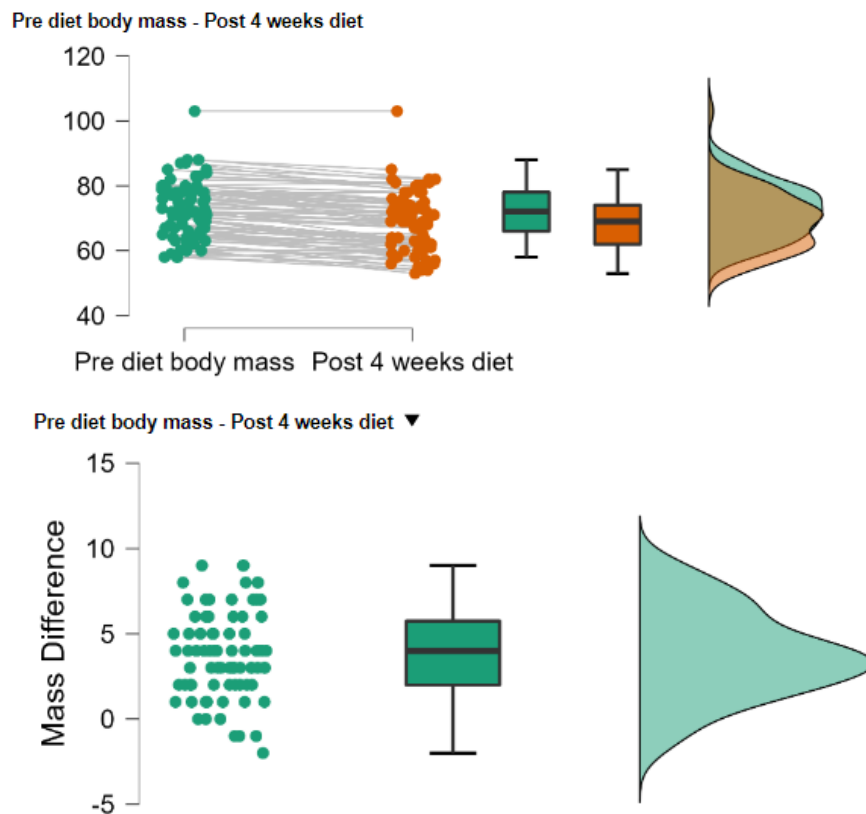 Pre diet body mass - Post 4 weeks diet
120
100
80
60
40
Pre diet body mass Post 4 weeks diet
Pre diet body mass - Post 4 weeks diet ▼
15
10
5
0
-5
Mass Difference